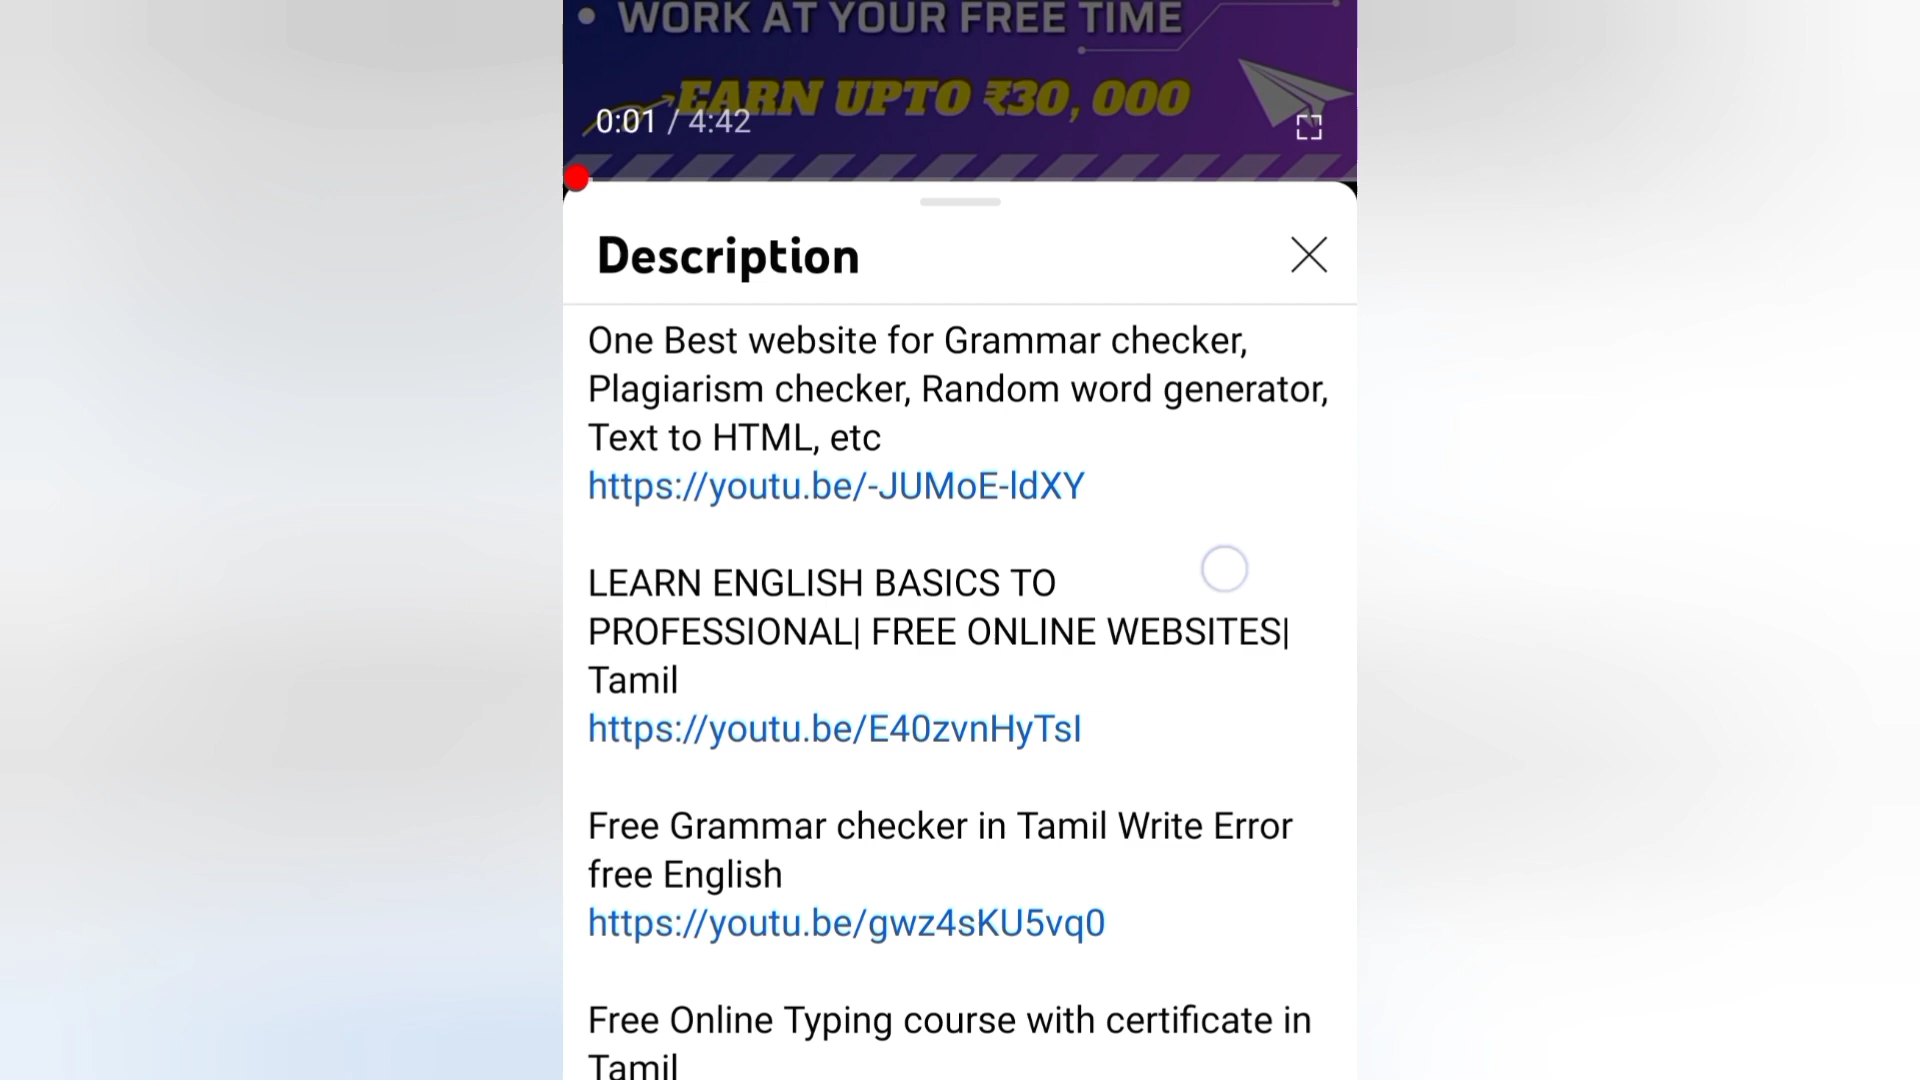 • WORK AT YOUR FREE TIME
EARN UPTO ₹30, 000
0:01 / 4:42
Description
One Best website for Grammar checker,
Plagiarism checker, Random word generator,
Text to HTML, etc
https://youtu.be/-JUMoE-ldXY
LEARN ENGLISH BASICS TO
PROFESSIONAL| FREE ONLINE WEBSITES|
Tamil
https://youtu.be/E40zvnHyTsI
Free Grammar checker in Tamil Write Error
free English
https://youtu.be/gwz4sKU5vq0
Free Online Typing course with certificate in
Tamil